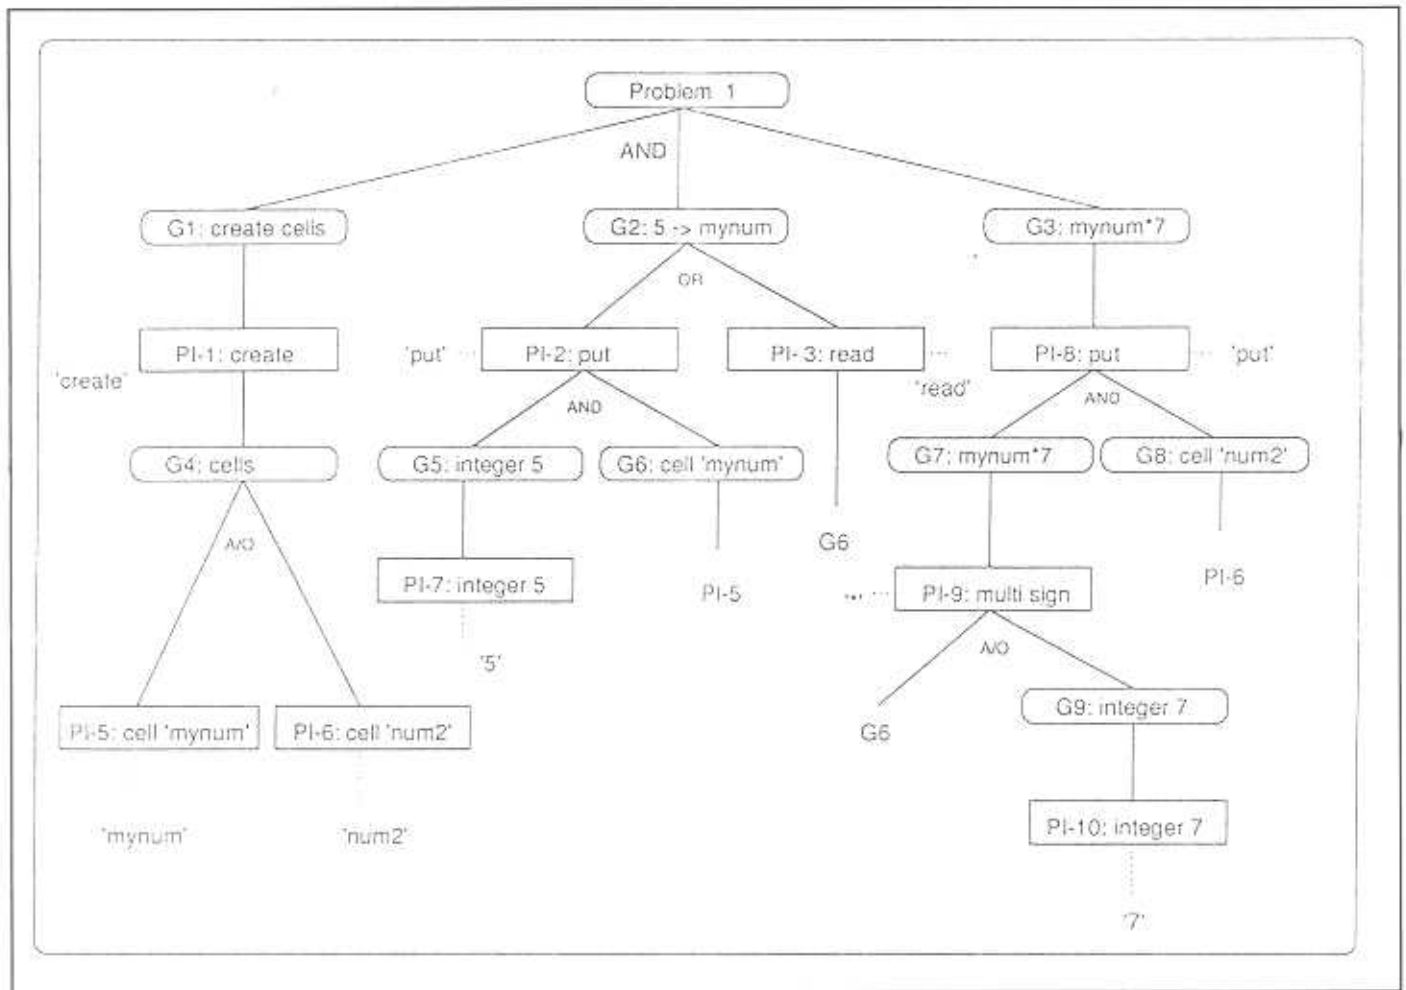 Problem 1
AND
G1: create cells
G2: 5 -> mynum
G3: mynum*7
OR
PI-1: create
'put'
PI-2: put
PI- 3: read
PI-8: put
'put'
'create'
'read'
AND
AND
G4: cells
G5: integer 5
G6: cell 'mynum'
G7: mynum*7
G8: cell 'num2'
A/O
G6
PI-7: integer 5
PI-5
PI-9: multi sign
PI-6
'5'
A/O
PI-5: cell 'mynum'
PI-6: cell 'num2'
G6
G9: integer 7
'mynum'
'num2'
PI-10: integer 7
'7'